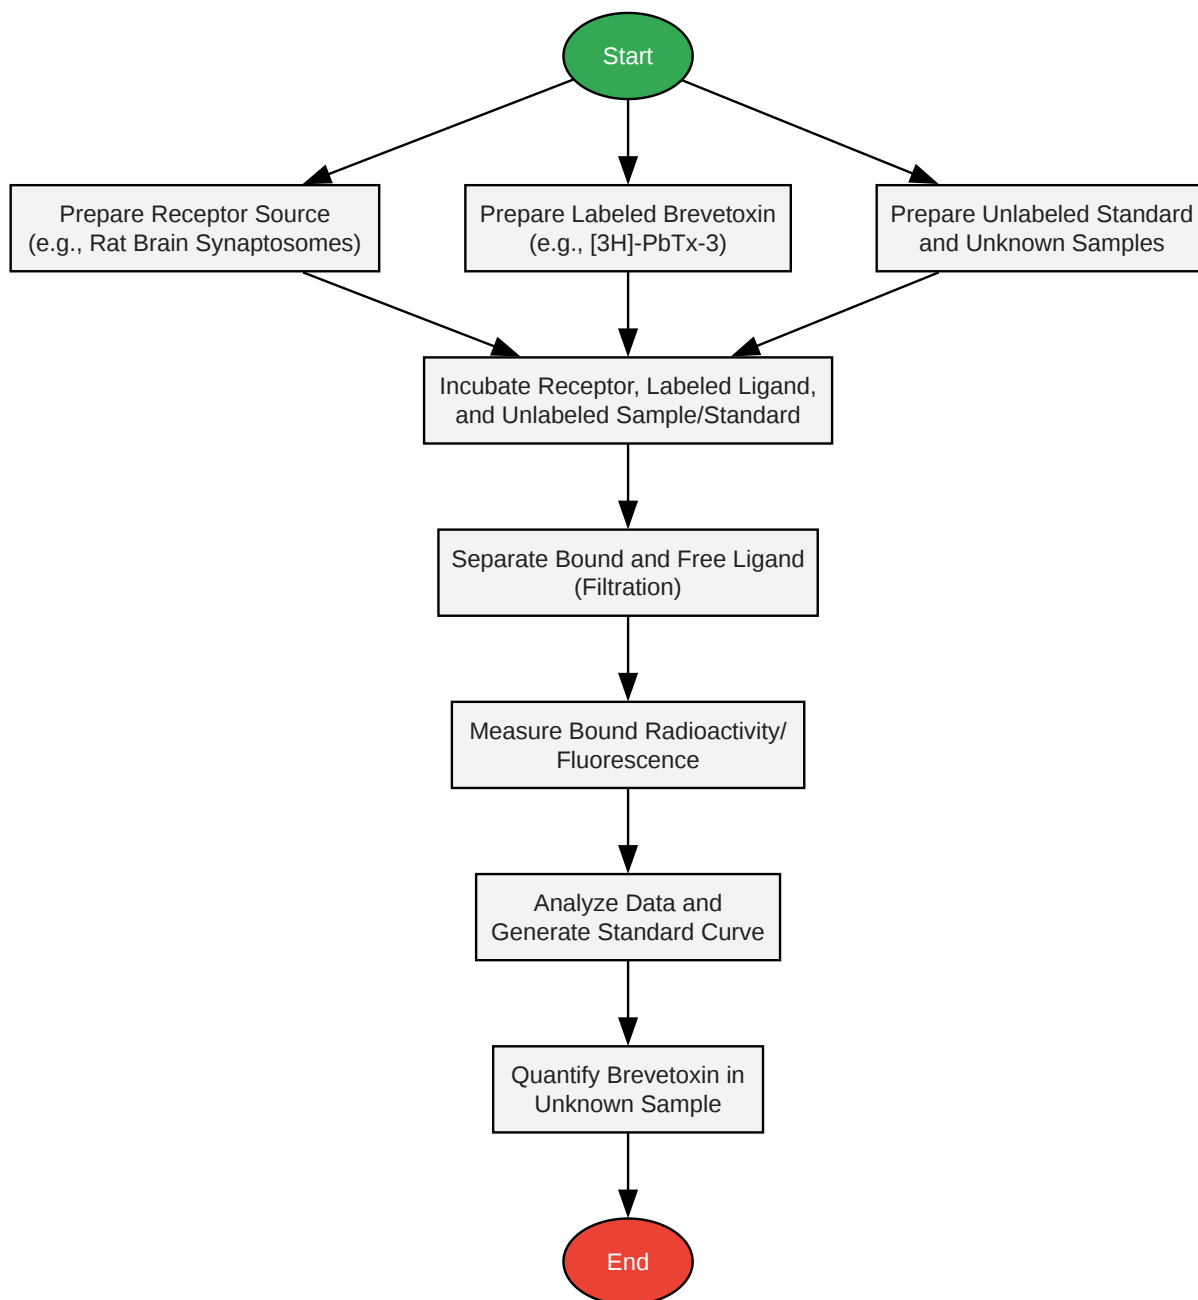 Start
Prepare Receptor Source
(e.g., Rat Brain Synaptosomes)
Prepare Labeled Brevetoxin
(e.g., [3H]-PbTx-3)
Prepare Unlabeled Standard
and Unknown Samples
Incubate Receptor, Labeled Ligand,
and Unlabeled Sample/Standard
Separate Bound and Free Ligand
(Filtration)
Measure Bound Radioactivity/
Fluorescence
Analyze Data and
Generate Standard Curve
Quantify Brevetoxin in
Unknown Sample
End